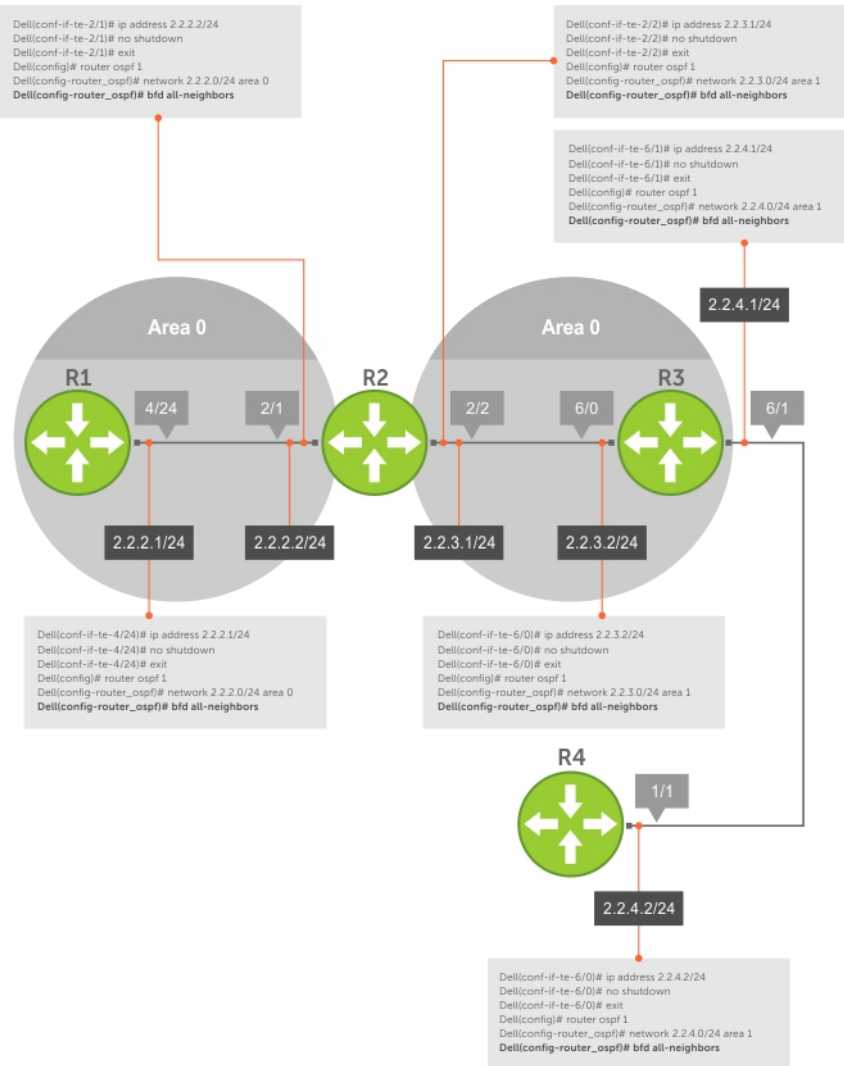 Dell(conf-if-te-2/1)# ip address 2.2.2.2/24
Dell(conf-if-te-2/1)# no shutdown
Dell(conf-if-te-2/1)# exit
Dell(config)# router ospf 1
Dell(config-router_ospf)# network 2.2.2.0/24 area 0
Dell(config-router_ospf)# bfd all-neighbors
Dell(conf-if-te-2/2)# ip address 2.2.3.1/24
Dell(conf-if-te-2/2)# no shutdown
Dell(conf-if-te-2/2)# exit
Dell(config)# router ospf 1
Dell(config-router_ospf)# network 2.2.3.0/24 area 1
Dell(config-router_ospf)# bfd all-neighbors
Dell(conf-if-te-6/1)# ip address 2.2.4.1/24
Dell(conf-if-te-6/1)# no shutdown
Dell(conf-if-te-6/1)# exit
Dell(config)# router ospf 1
Dell(config-router_ospf)# network 2.2.4.0/24 area 1
Dell(config-router_ospf)# bfd all-neighbors
2.2.4.1/24
Area 0
Area 0
R1
R2
R3
4/24
2/1
2/2
6/0
6/1
2.2.2.1/24
2.2.2.2/24
2.2.3.1/24
2.2.3.2/24
Dell(conf-if-te-4/24)# ip address 2.2.2.1/24
Dell(conf-if-te-4/24)# no shutdown
Dell(conf-if-te-4/24)# exit
Dell(config)# router ospf 1
Dell(config-router_ospf)# network 2.2.2.0/24 area 0
Dell(config-router_ospf)# bfd all-neighbors
Dell(conf-if-te-6/0)# ip address 2.2.3.2/24
Dell(conf-if-te-6/0)# no shutdown
Dell(conf-if-te-6/0)# exit
Dell(config)# router ospf 1
Dell(config-router_ospf)# network 2.2.3.0/24 area 1
Dell(config-router_ospf)# bfd all-neighbors
R4
1/1
2.2.4.2/24
Dell(conf-if-te-6/0)# ip address 2.2.4.2/24
Dell(conf-if-te-6/0)# no shutdown
Dell(conf-if-te-6/0)# exit
Dell(config)# router ospf 1
Dell(config-router_ospf)# network 2.2.4.0/24 area 1
Dell(config-router_ospf)# bfd all-neighbors